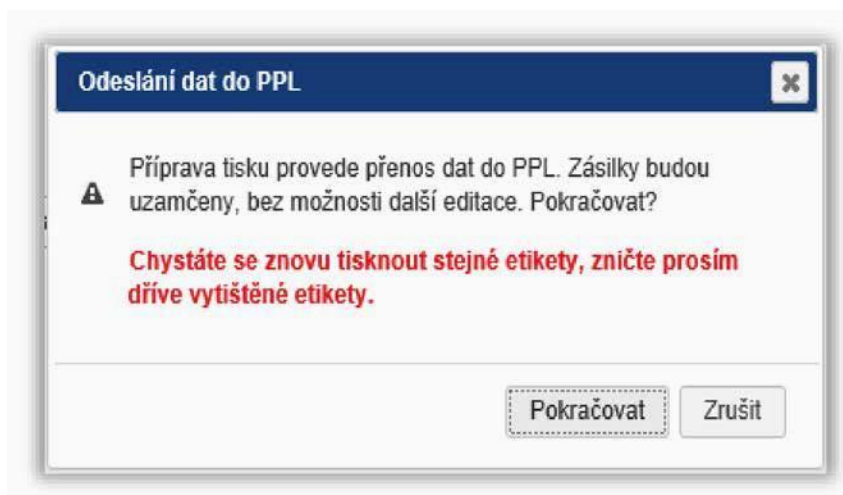 Odeslání dat do PPL
Příprava tisku provede přenos dat do PPL. Zásilky budou
uzamčeny, bez možnosti další editace. Pokračovat?
Chystáte se znovu tisknout stejné etikety, zničte prosím
dříve vytištěné etikety.
Pokračovat Zrušit